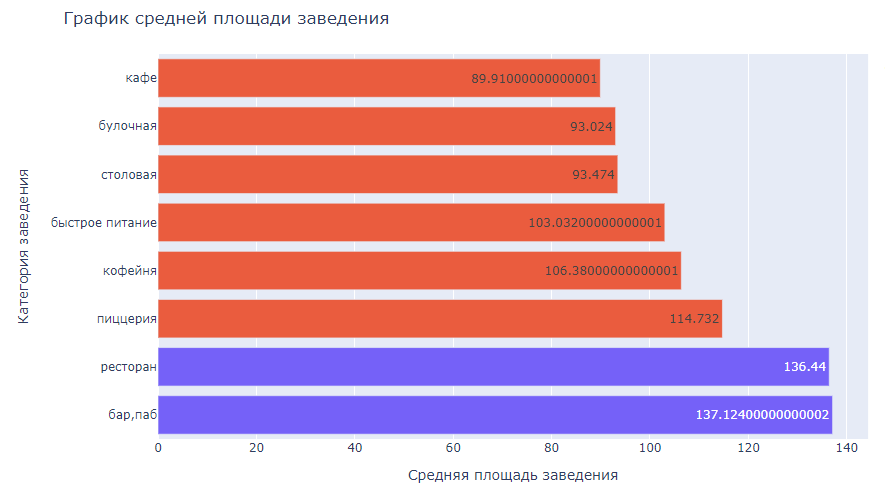 График средней площади заведения
Категория заведения
кафе 89.91000000000001
булочная 93.024
столовая 93.474
быстрое питание 103.03200000000001
кофейня 106.38000000000001
пиццерия 114.732
ресторан 136.44
бар,паб 137.12400000000002
0 20 40 60 80 100 120 140
Средняя площадь заведения